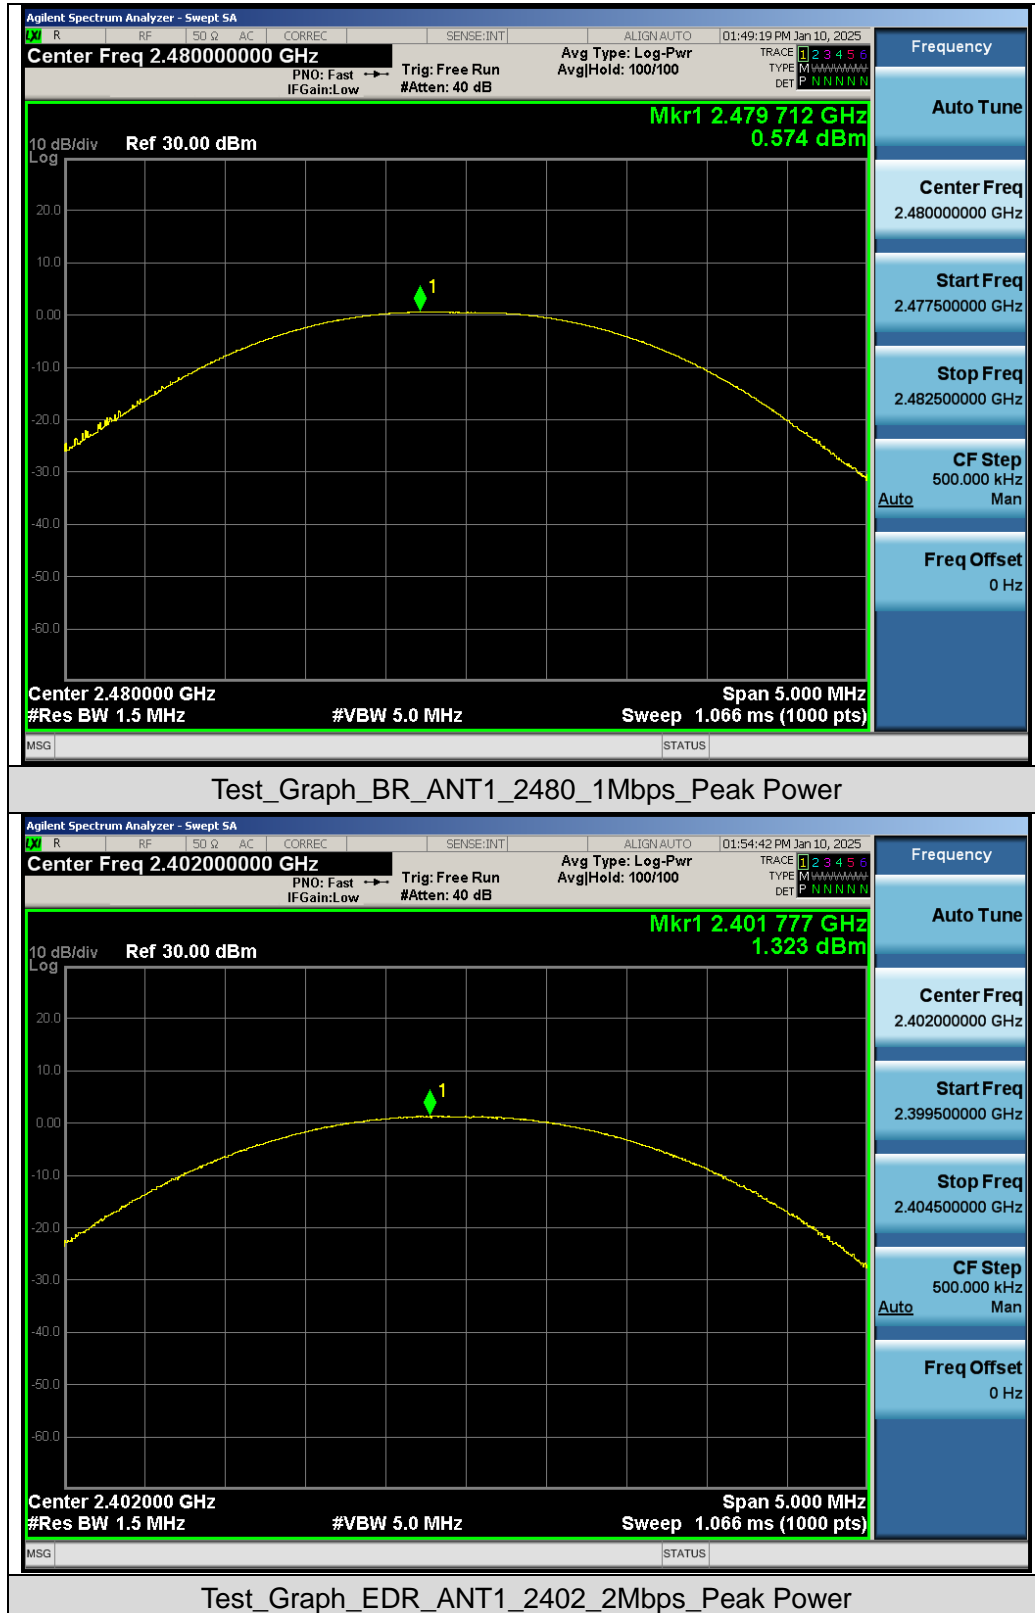 Agilent Spectrum Analyzer - Swept SA
LXI R RF 50 Ω AC CORREC SENSE:INT ALIGN AUTO 01:49:19 PM Jan 10, 2025
Center Freq 2.480000000 GHz
PNO: Fast
IFGain:Low
Trig: Free Run
#Atten: 40 dB
Avg Type: Log-Pwr
Avg|Hold: 100/100
TRACE 1 2 3 4 5 6
TYPE M WWWWW
DET P N N N N N
Mkr1 2.479 712 GHz
0.574 dBm
10 dB/div Ref 30.00 dBm
Log
20.0
10.0
0.00
-10.0
-20.0
-30.0
-40.0
-50.0
-60.0
1
Center 2.480000 GHz Span 5.000 MHz
#Res BW 1.5 MHz #VBW 5.0 MHz Sweep 1.066 ms (1000 pts)
MSG STATUS
Frequency
Auto Tune
Center Freq
2.480000000 GHz
Start Freq
2.477500000 GHz
Stop Freq
2.482500000 GHz
CF Step
500.000 kHz
Auto Man
Freq Offset
0 Hz
Test_Graph_BR_ANT1_2480_1Mbps_Peak Power
Agilent Spectrum Analyzer - Swept SA
LXI R RF 50 Ω AC CORREC SENSE:INT ALIGN AUTO 01:54:42 PM Jan 10, 2025
Center Freq 2.402000000 GHz
PNO: Fast
IFGain:Low
Trig: Free Run
#Atten: 40 dB
Avg Type: Log-Pwr
Avg|Hold: 100/100
TRACE 1 2 3 4 5 6
TYPE M WWWWW
DET P N N N N N
Mkr1 2.401 777 GHz
1.323 dBm
10 dB/div Ref 30.00 dBm
Log
20.0
10.0
0.00
-10.0
-20.0
-30.0
-40.0
-50.0
-60.0
1
Center 2.402000 GHz Span 5.000 MHz
#Res BW 1.5 MHz #VBW 5.0 MHz Sweep 1.066 ms (1000 pts)
MSG STATUS
Frequency
Auto Tune
Center Freq
2.402000000 GHz
Start Freq
2.399500000 GHz
Stop Freq
2.404500000 GHz
CF Step
500.000 kHz
Auto Man
Freq Offset
0 Hz
Test_Graph_EDR_ANT1_2402_2Mbps_Peak Power